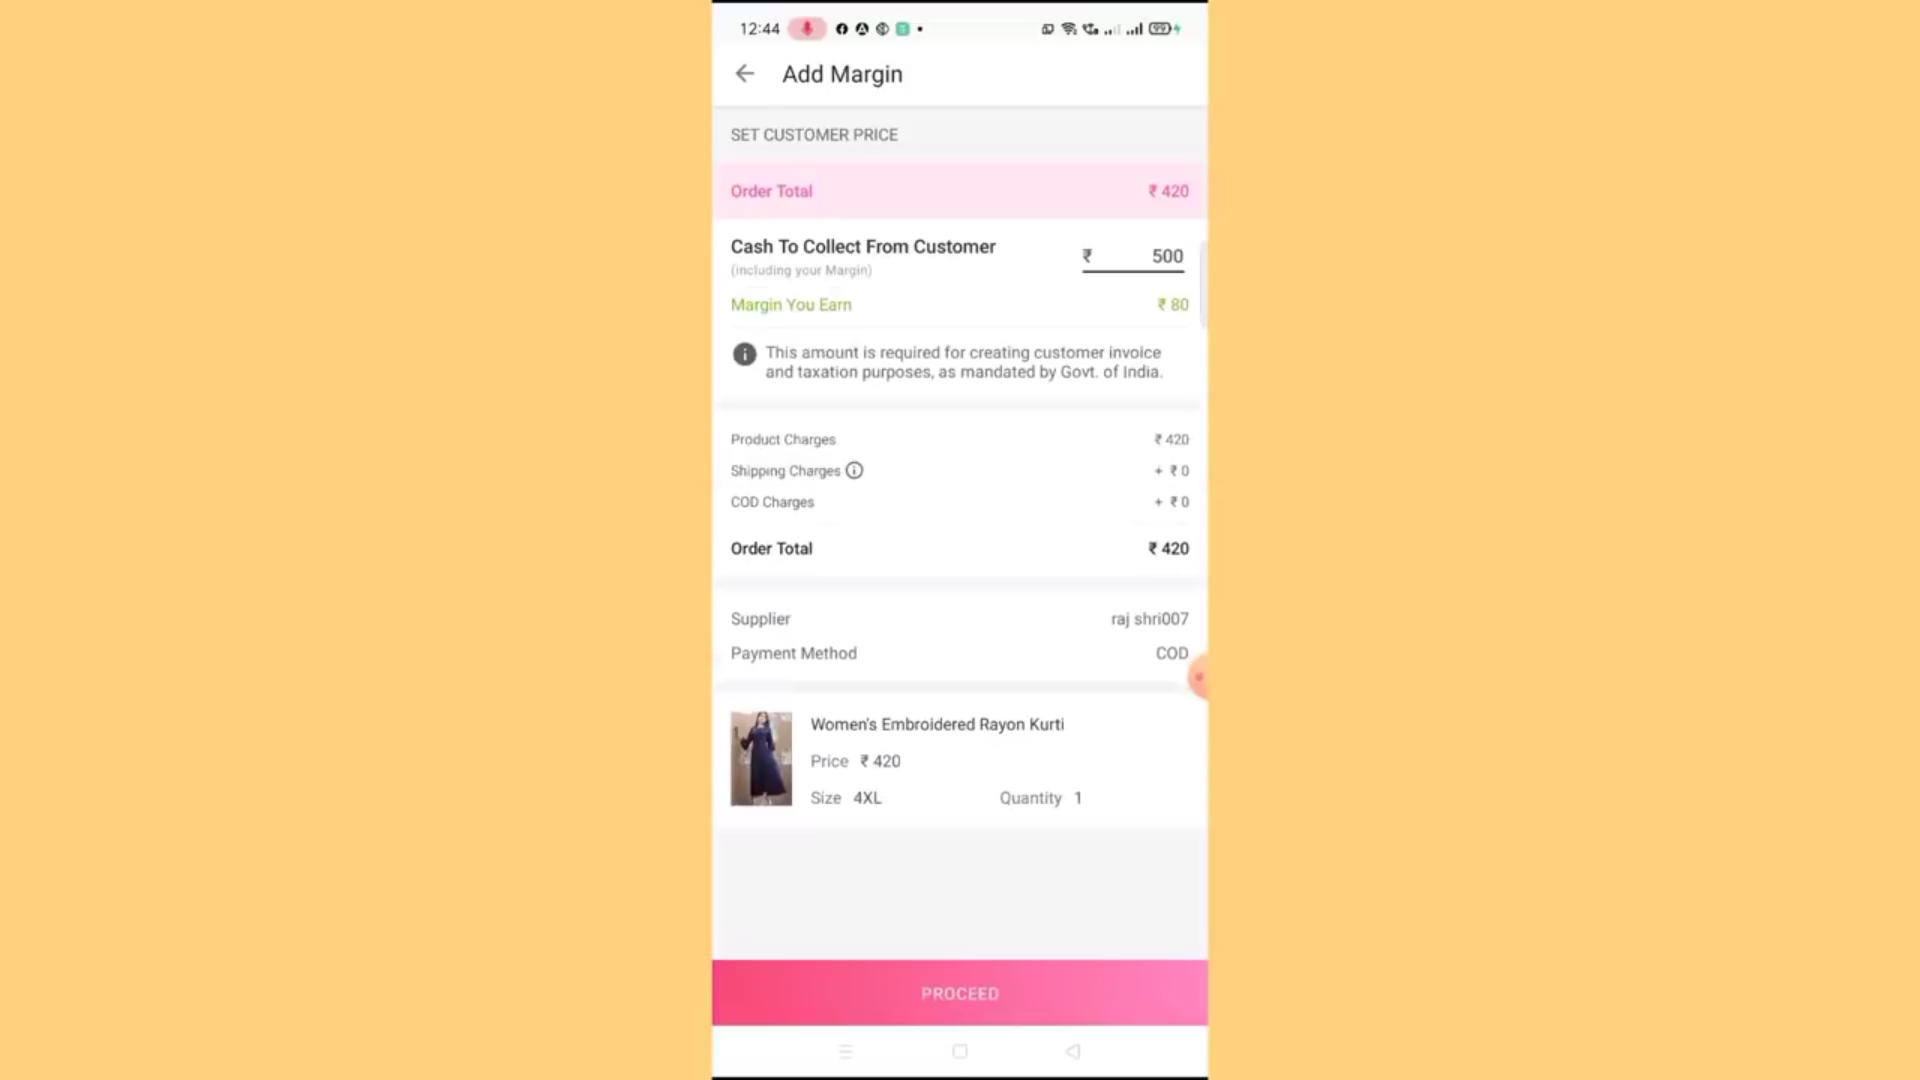 12:44
99
Add Margin
SET CUSTOMER PRICE
Order Total ₹ 420
Cash To Collect From Customer ₹ 500
(including your Margin)
Margin You Earn ₹ 80
This amount is required for creating customer invoice
and taxation purposes, as mandated by Govt. of India.
Product Charges ₹ 420
Shipping Charges + ₹ 0
COD Charges + ₹ 0
Order Total ₹ 420
Supplier raj shri007
Payment Method COD
Women's Embroidered Rayon Kurti
Price ₹ 420
Size 4XL Quantity 1
PROCEED